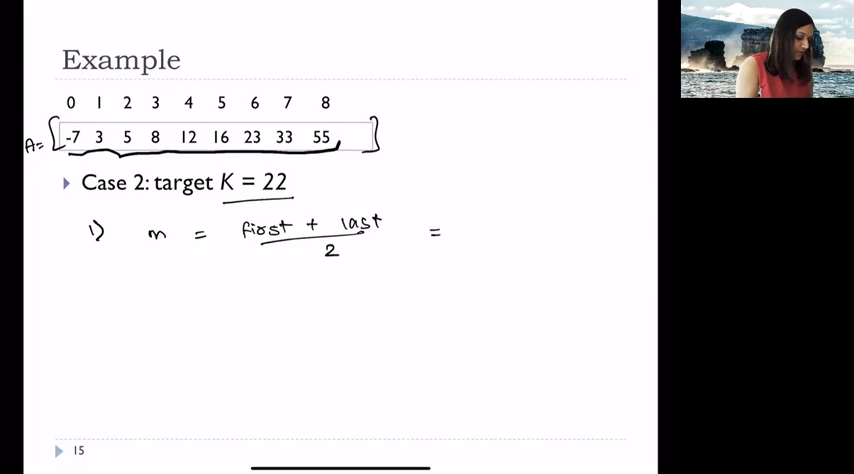 Example
0 1 2 3 4 5 6 7 8
A= [ -7 3 5 8 12 16 23 33 55 ]
Case 2: target K = 22
1) m = first + last / 2 =
15